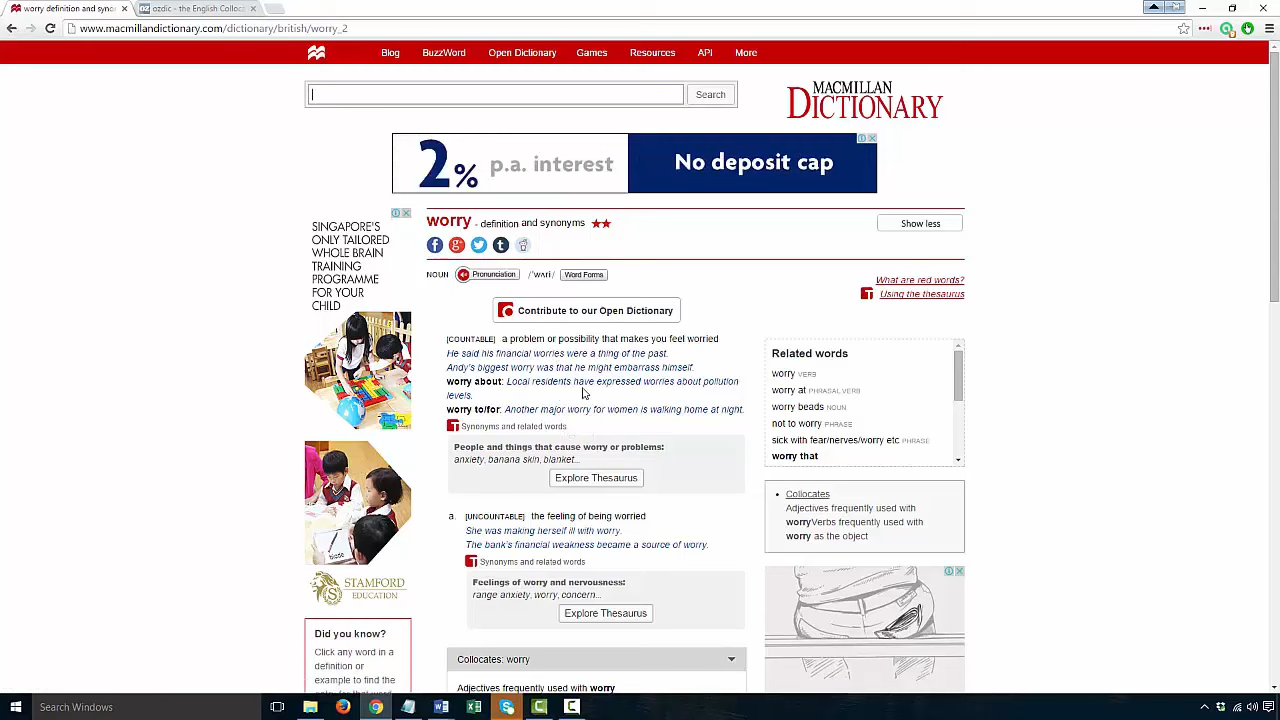 worry definition and synor
ozdic - the English Collect
www.macmillandictionary.com/dictionary/british/worry_2
Blog BuzzWord Open Dictionary Games Resources API More
Search
MACMILLAN
DICTIONARY
2% p.a. interest No deposit cap
worry - definition and synonyms
Show less
NOUN Pronunciation /ˈwʌri/ Word Forms
What are red words?
Using the thesaurus
Contribute to our Open Dictionary
[COUNTABLE] a problem or possibility that makes you feel worried
He said his financial worries were a thing of the past.
Andy's biggest worry was that he might embarrass himself.
worry about: Local residents have expressed worries about pollution
levels.
worry to/for: Another major worry for women is walking home at night.
Synonyms and related words
People and things that cause worry or problems:
anxiety, banana skin, blanket...
Explore Thesaurus
a. [UNCOUNTABLE] the feeling of being worried
She was making herself ill with worry.
The bank's financial weakness became a source of worry.
Synonyms and related words
Feelings of worry and nervousness:
range anxiety, worry, concern...
Explore Thesaurus
Collocates: worry
Adjectives frequently used with worry
Related words
worry VERB
worry at PHRASAL VERB
worry beads NOUN
not to worry PHRASE
sick with fear/nerves/worry etc PHRASE
worry that
Collocates
Adjectives frequently used with
worryVerbs frequently used with
worry as the object
SINGAPORE'S
ONLY TAILORED
WHOLE BRAIN
TRAINING
PROGRAMME
FOR YOUR
CHILD
STAMFORD
EDUCATION
Did you know?
Click any word in a
definition or
example to find the
Search Windows